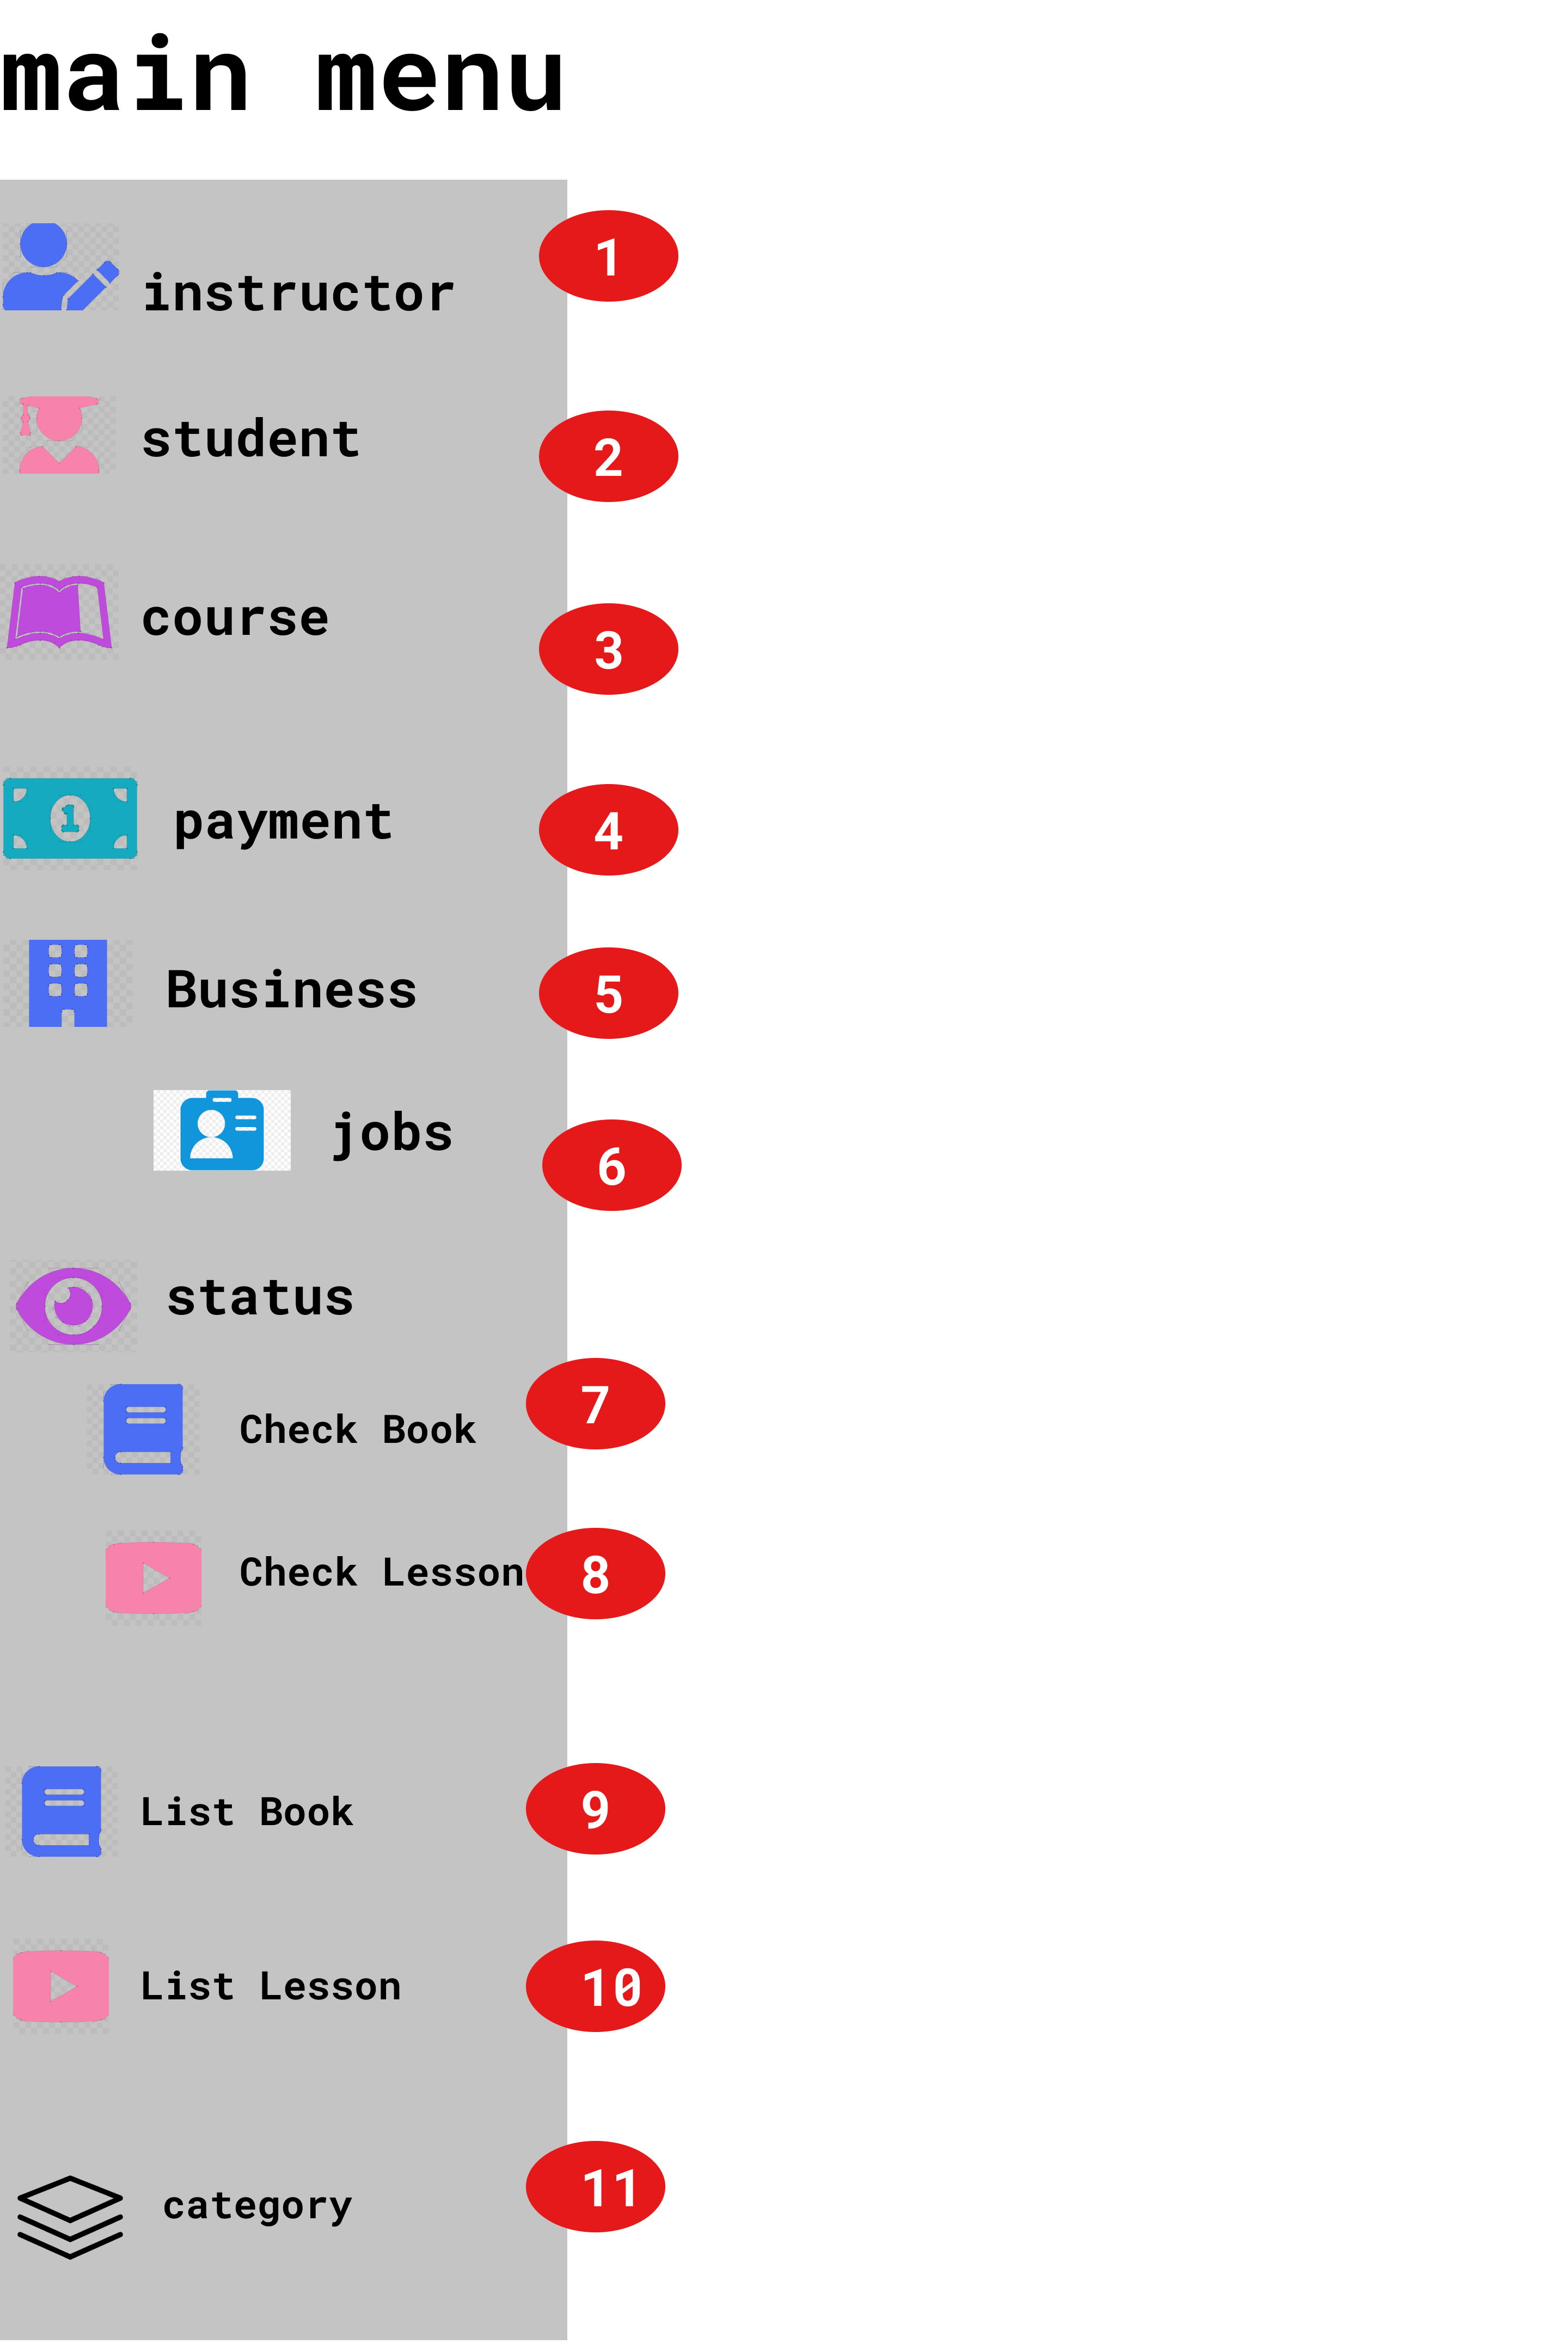 main menu
instructor 1
student 2
course 3
1 payment 4
Business 5
jobs 6
status
7
Check Book
Check Lesson 8
List Book 9
List Lesson 10
category 11